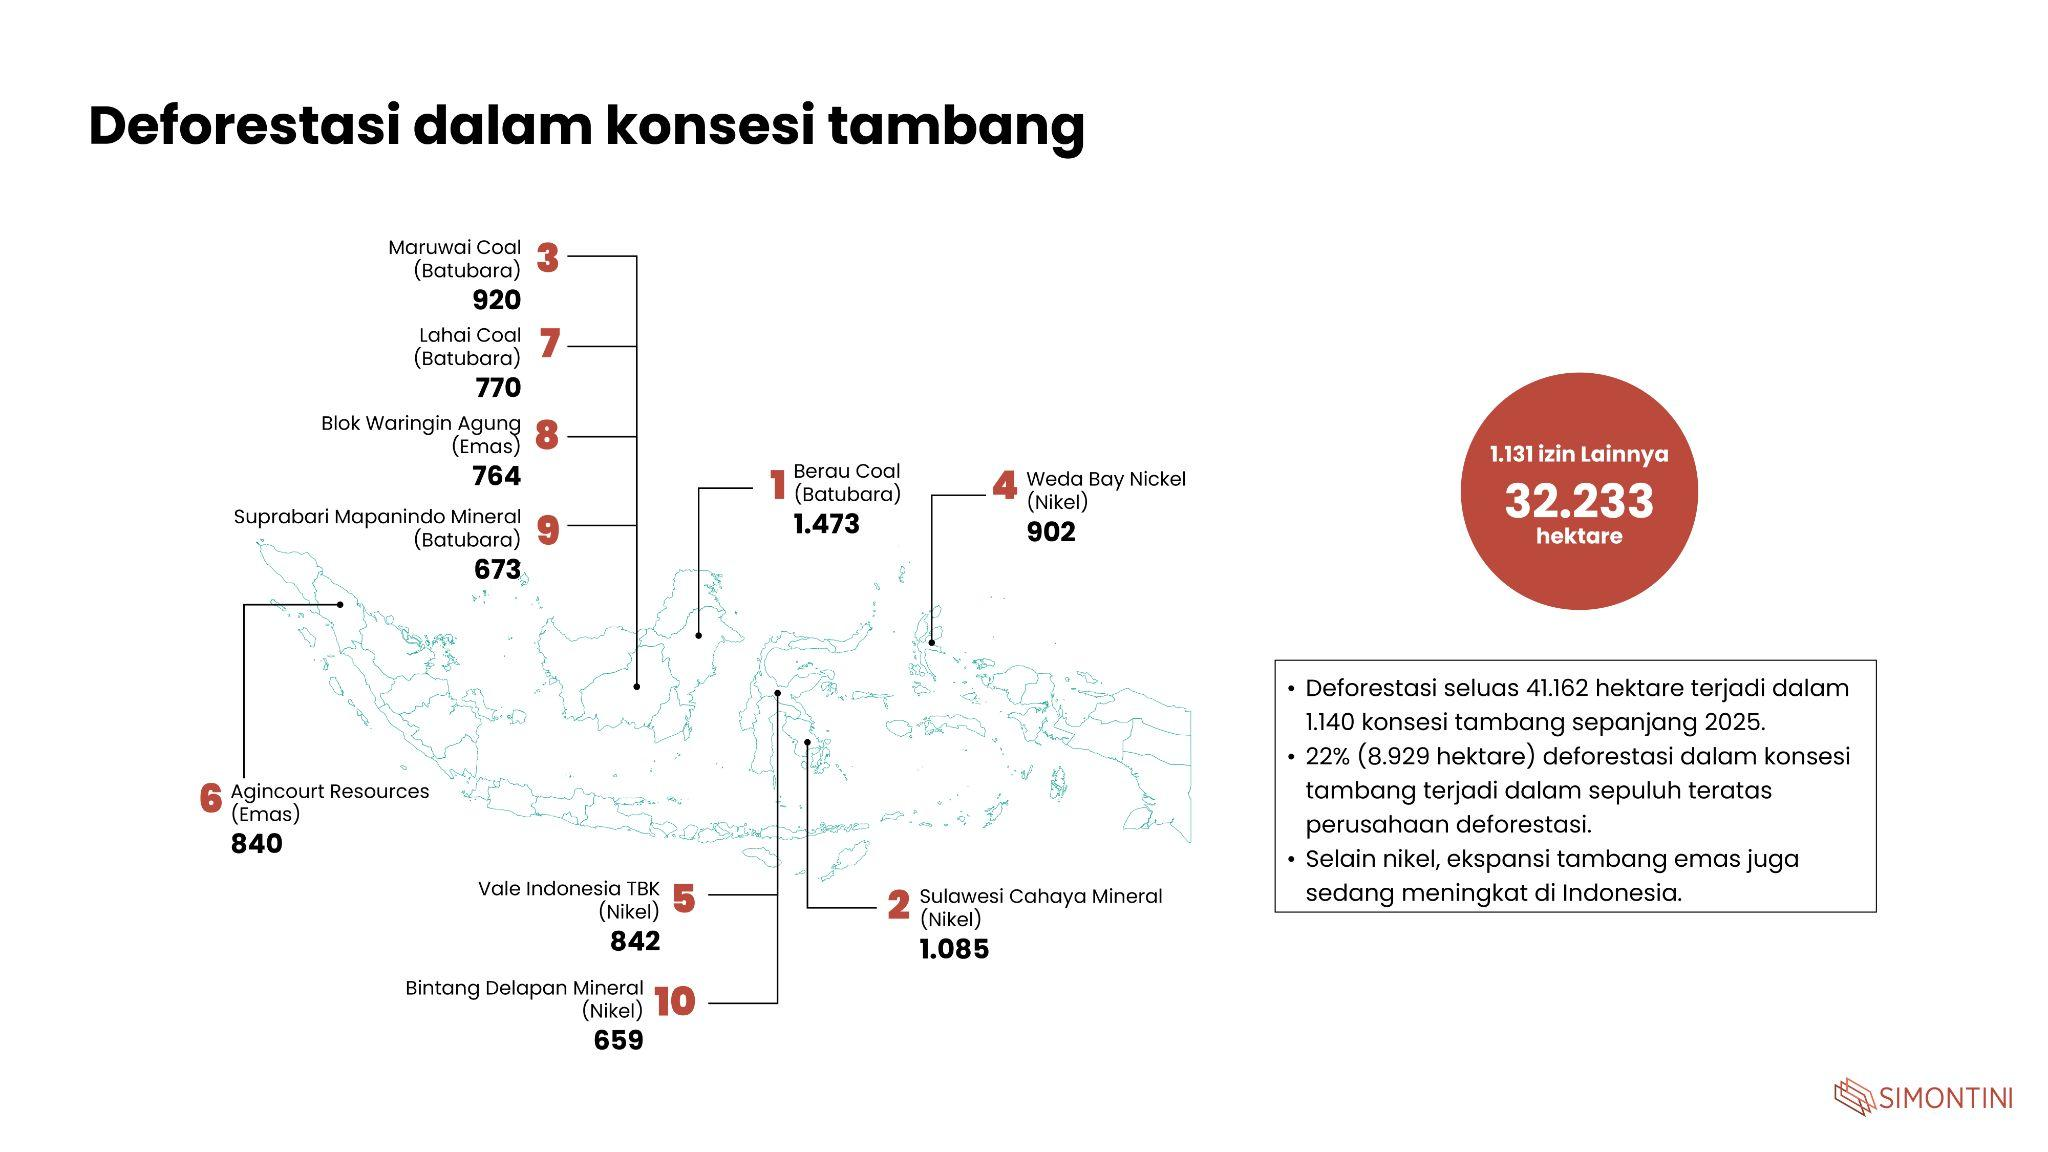 Deforestasi dalam konsesi tambang
Maruwai Coal
(Batubara)
3
920
Lahai Coal
(Batubara)
7
770
Blok Waringin Agung
(Emas)
8
764
Suprabari Mapanindo Mineral
(Batubara)
9
673
1
Berau Coal
(Batubara)
1.473
4
Weda Bay Nickel
(Nikel)
902
6
Agincourt Resources
(Emas)
840
Vale Indonesia TBK
(Nikel)
5
842
2
Sulawesi Cahaya Mineral
(Nikel)
1.085
Bintang Delapan Mineral
(Nikel)
10
659
1.131 izin Lainnya
32.233
hektare
• Deforestasi seluas 41.162 hektare terjadi dalam
1.140 konsesi tambang sepanjang 2025.
• 22% (8.929 hektare) deforestasi dalam konsesi
tambang terjadi dalam sepuluh teratas
perusahaan deforestasi.
• Selain nikel, ekspansi tambang emas juga
sedang meningkat di Indonesia.
SIMONTINI